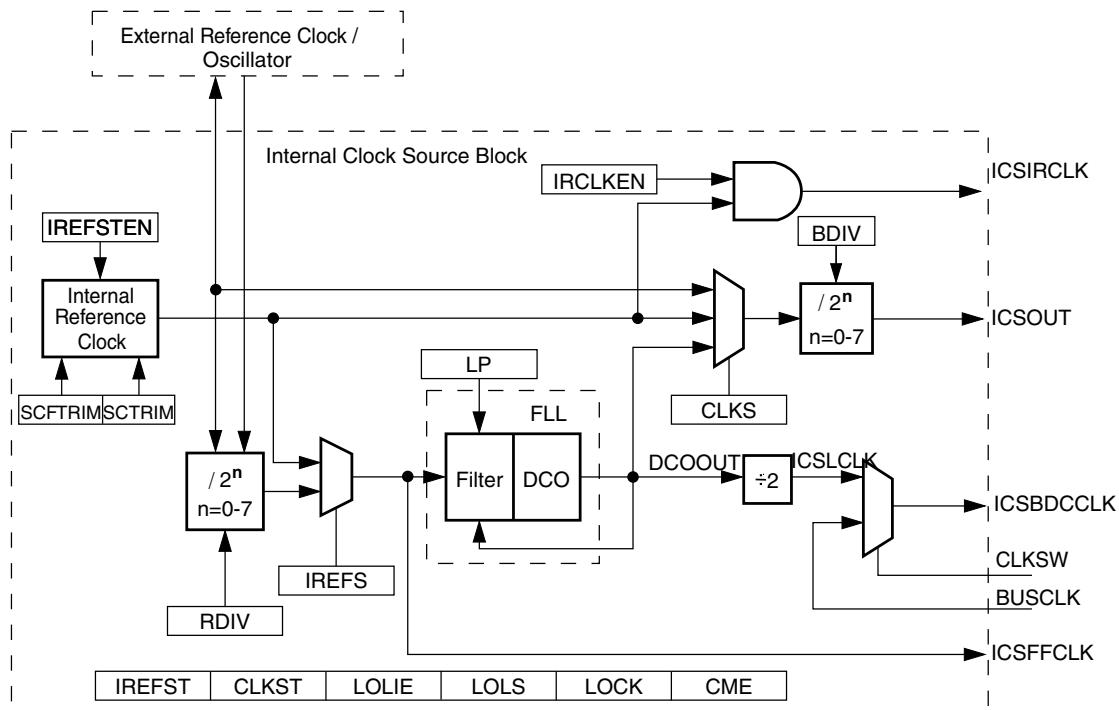 External Reference Clock /
Oscillator
Internal Clock Source Block
IRCLKEN
ICSIRCLK
IREFSTEN
BDIV
Internal
Reference
Clock
/ 2ⁿ
n=0-7
ICSOUT
LP
SCFTRIM
SCTRIM
CLKS
FLL
/ 2ⁿ
n=0-7
Filter
DCO
DCOOUT
÷2
ICSLCLK
ICSBDCCLK
IREFS
CLKSW
BUSCLK
RDIV
ICSFFCLK
IREFST
CLKST
LOLIE
LOLS
LOCK
CME